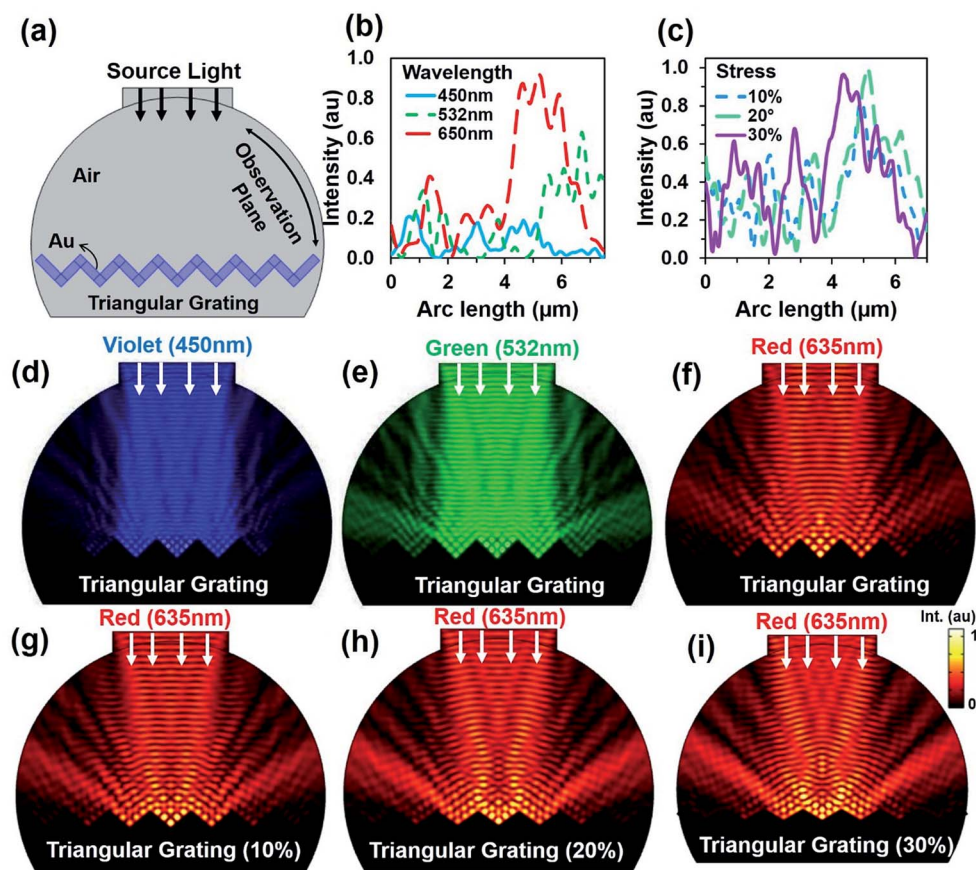 (a)
Source Light
Air
Observation
Plane
Au
Triangular Grating
(b)
Intensity (au)
1.0
0.8
0.6
0.4
0.2
0.0
Wavelength
450nm
532nm
650nm
0 2 4 6
Arc length (µm)
(c)
Intensity (au)
1.0
0.8
0.6
0.4
0.2
0.0
Stress
10%
20°
30%
0 2 4 6
Arc length (µm)
(d)
Violet (450nm)
Triangular Grating
(e)
Green (532nm)
Triangular Grating
(f)
Red (635nm)
Triangular Grating
(g)
Red (635nm)
Triangular Grating (10%)
(h)
Red (635nm)
Triangular Grating (20%)
(i)
Red (635nm)
Triangular Grating (30%)
Int. (au)
1
0